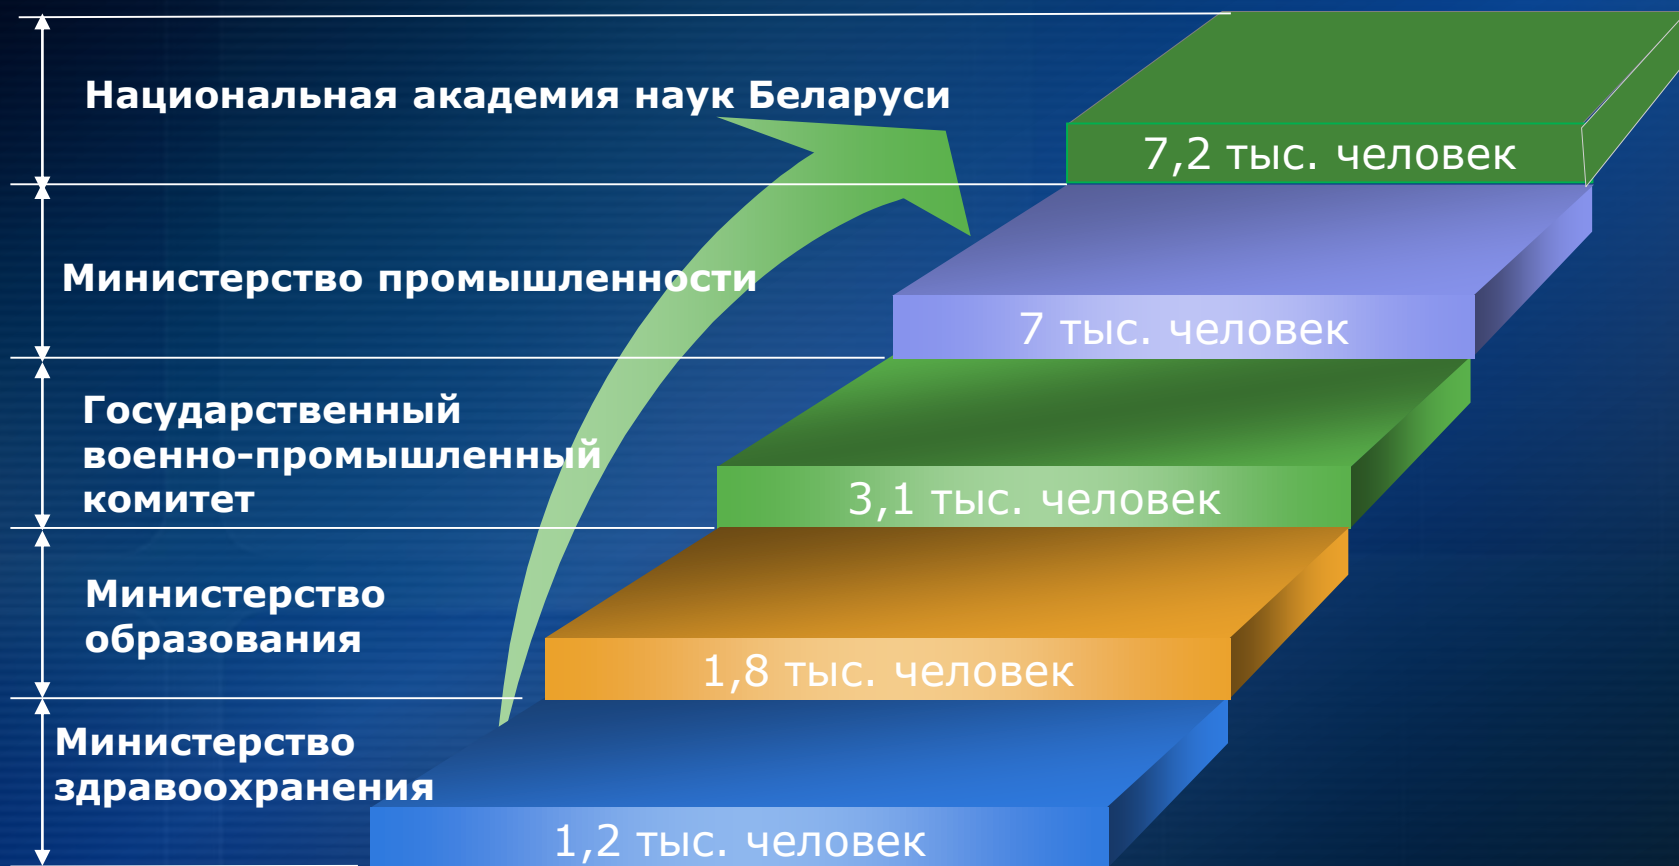 Национальная академия наук Беларуси
7,2 тыс. человек
Министерство промышленности
7 тыс. человек
Государственный
военно-промышленный
комитет
3,1 тыс. человек
Министерство
образования
1,8 тыс. человек
Министерство
здравоохранения
1,2 тыс. человек